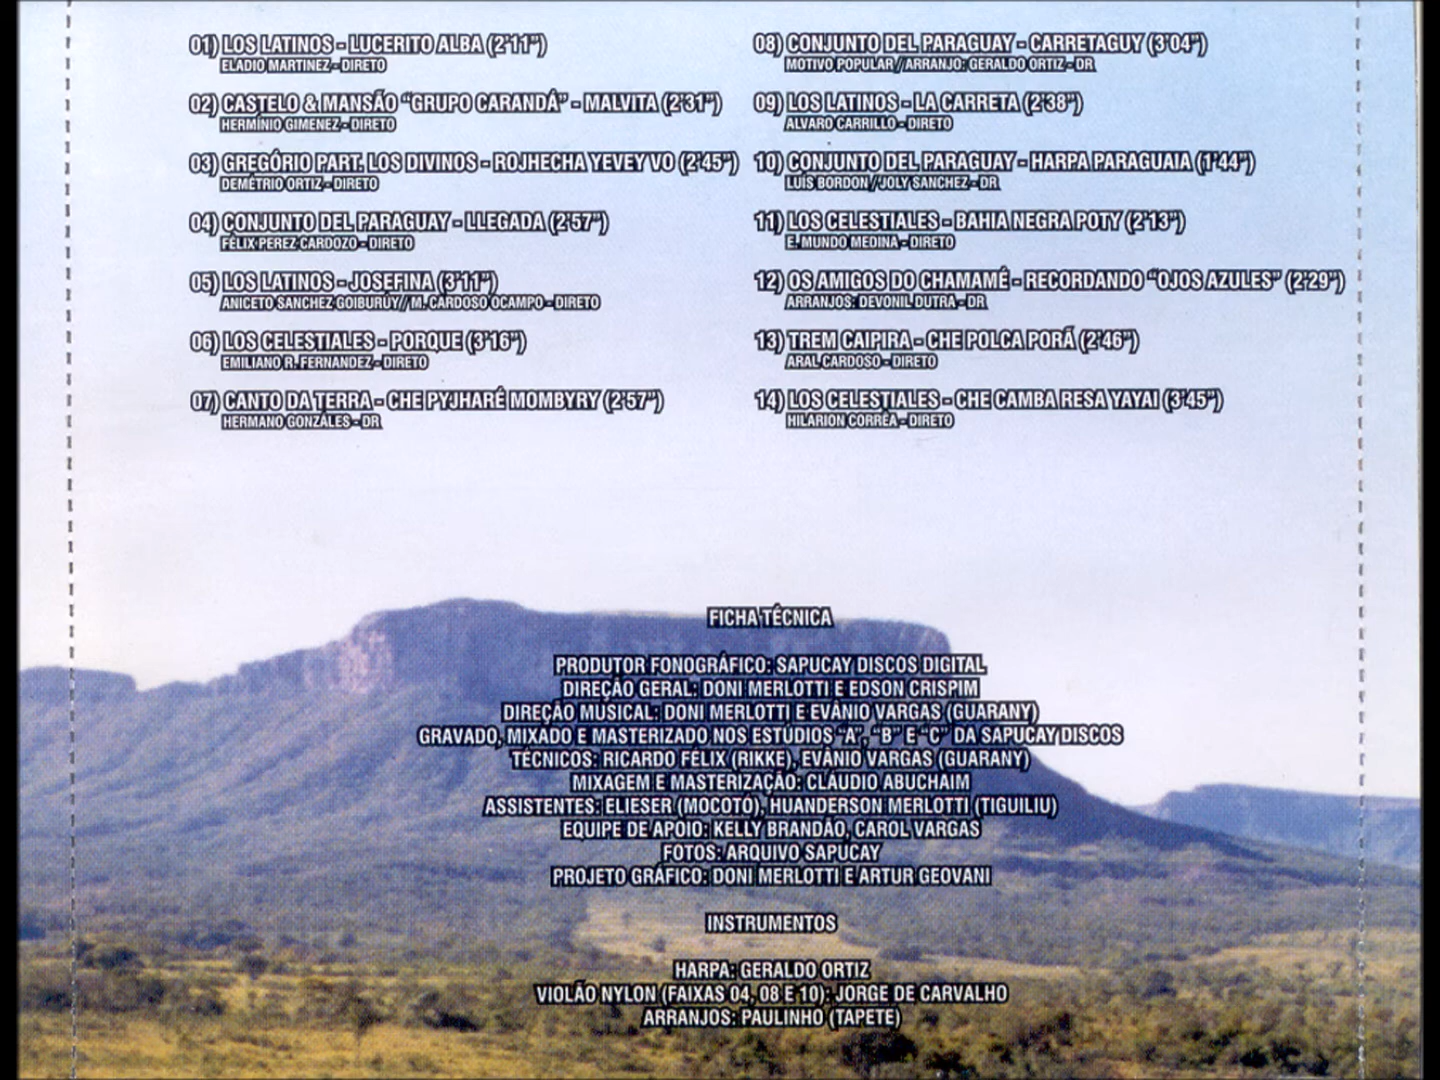 01) LOS LATINOS - LUCERITO ALBA (2'11")
ELADIO MARTINEZ - DIRETO
02) CASTELO & MANSÃO "GRUPO CARANDÁ" - MALVITA (2'31")
HERMÍNIO GIMENEZ - DIRETO
03) GREGÓRIO PART. LOS DIVINOS - ROJHECHA YEVEY VO (2'45")
DEMÉTRIO ORTIZ - DIRETO
04) CONJUNTO DEL PARAGUAY - LLEGADA (2'57")
FÉLIX PEREZ CARDOZO - DIRETO
05) LOS LATINOS - JOSEFINA (3'11")
ANICETO SANCHEZ GOIBURÚY // M. CARDOSO OCAMPO - DIRETO
06) LOS CELESTIALES - PORQUE (3'16")
EMILIANO R. FERNANDEZ - DIRETO
07) CANTO DA TERRA - CHE PYJHARÊ MOMBYRY (2'57")
HERMANO GONZÁLES - DR
08) CONJUNTO DEL PARAGUAY - CARRETAGUY (3'04")
MOTIVO POPULAR // ARRANJO: GERALDO ORTIZ - DR
09) LOS LATINOS - LA CARRETA (2'38")
ALVARO CARRILLO - DIRETO
10) CONJUNTO DEL PARAGUAY - HARPA PARAGUAIA (1'44")
LUÍS BORDON // JOLY SANCHEZ - DR
11) LOS CELESTIALES - BAHIA NEGRA POTY (2'13")
E. MUNDO MEDINA - DIRETO
12) OS AMIGOS DO CHAMAMÉ - RECORDANDO "OJOS AZULES" (2'29")
ARRANJOS: DEVONIL DUTRA - DR
13) TREM CAIPIRA - CHE POLCA PORÃ (2'46")
ARAL CARDOSO - DIRETO
14) LOS CELESTIALES - CHE CAMBA RESA YAYAI (3'45")
HILARION CORRÊA - DIRETO
FICHA TÉCNICA
PRODUTOR FONOGRÁFICO: SAPUCAY DISCOS DIGITAL
DIREÇÃO GERAL: DONI MERLOTTI E EDSON CRISPIM
DIREÇÃO MUSICAL: DONI MERLOTTI E EVÂNIO VARGAS (GUARANY)
GRAVADO, MIXADO E MASTERIZADO NOS ESTÚDIOS "A", "B" E "C" DA SAPUCAY DISCOS
TÉCNICOS: RICARDO FÉLIX (RIKKE), EVÂNIO VARGAS (GUARANY)
MIXAGEM E MASTERIZAÇÃO: CLÁUDIO ABUCHAIM
ASSISTENTES: ELIESER (MOCOTÓ), HUANDERSON MERLOTTI (TIGUILIU)
EQUIPE DE APOIO: KELLY BRANDÃO, CAROL VARGAS
FOTOS: ARQUIVO SAPUCAY
PROJETO GRÁFICO: DONI MERLOTTI E ARTUR GEOVANI
INSTRUMENTOS
HARPA: GERALDO ORTIZ
VIOLÃO NYLON (FAIXAS 04, 08 E 10): JORGE DE CARVALHO
ARRANJOS: PAULINHO (TAPETE)